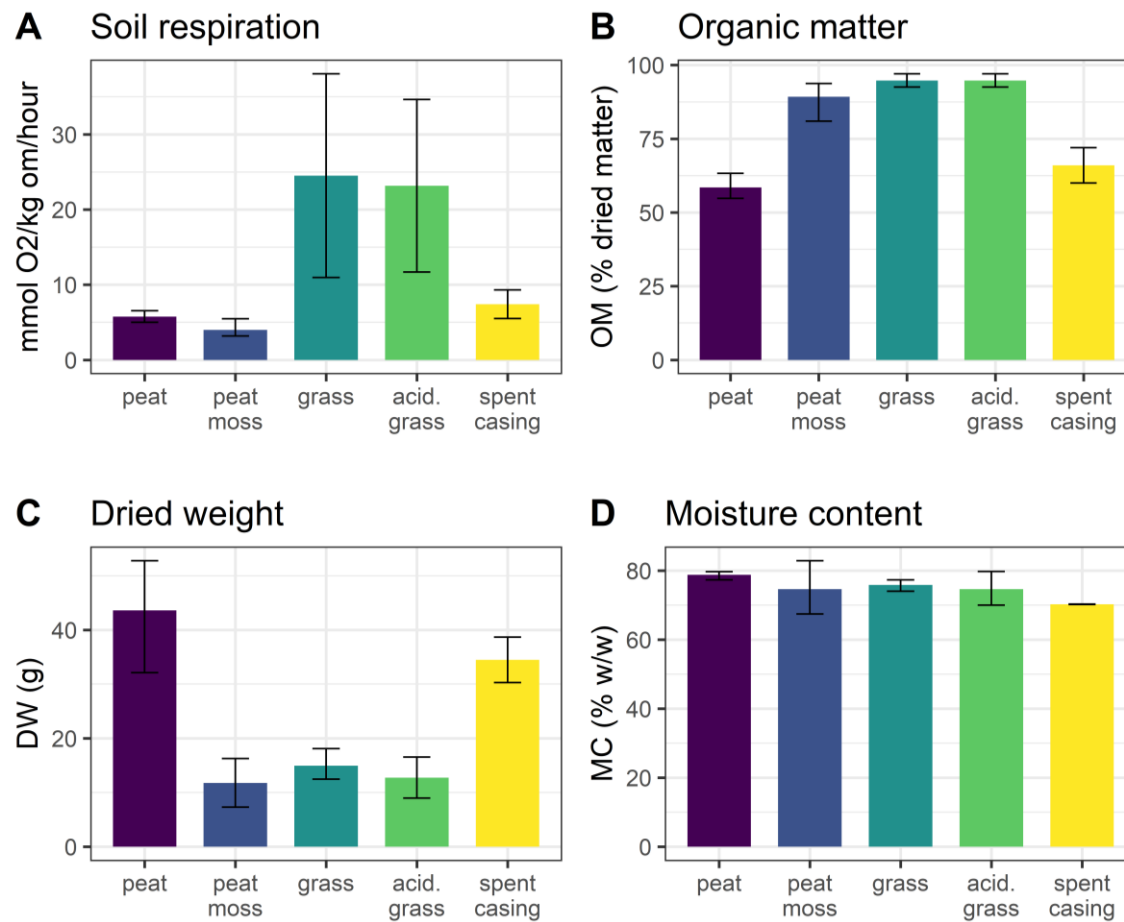 A Soil respiration
mmol O2/kg om/hour
30
20
10
0
peat
peat
moss
grass
acid.
grass
spent
casing
B Organic matter
OM (% dried matter)
100
75
50
25
0
peat
peat
moss
grass
acid.
grass
spent
casing
C Dried weight
DW (g)
40
20
0
peat
peat
moss
grass
acid.
grass
spent
casing
D Moisture content
MC (% w/w)
80
60
40
20
0
peat
peat
moss
grass
acid.
grass
spent
casing